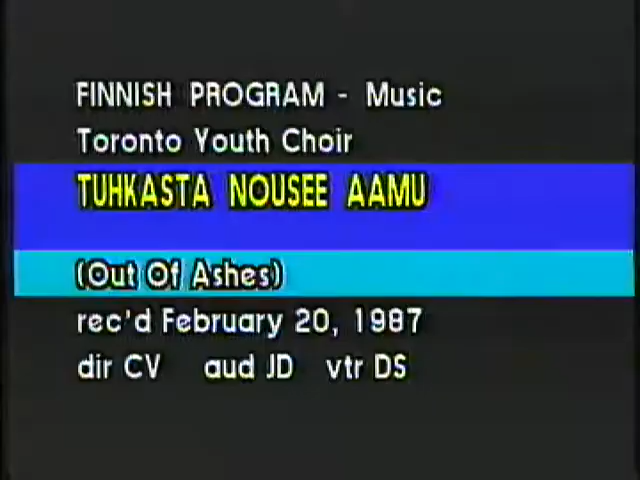 FINNISH PROGRAM - Music
Toronto Youth Choir
TUHKASTA NOUSEE AAMU
(Out Of Ashes)
rec'd February 20, 1987
dir CV aud JD vtr DS